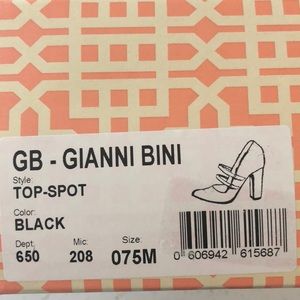 GB - GIANNI BINI
Style:
TOP-SPOT
Color:
BLACK
Dept. Mic: Size:
650 208 075M
0 606942 615687